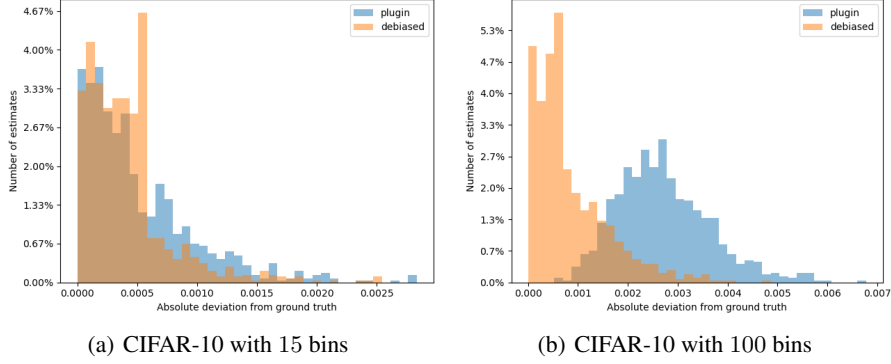 4.67%
4.00%
3.33%
2.67%
2.00%
1.33%
0.67%
0.00%
Number of estimates
plugin
debiased
0.0000 0.0005 0.0010 0.0015 0.0020 0.0025
Absolute deviation from ground truth
(a) CIFAR-10 with 15 bins
5.3%
4.7%
4.0%
3.3%
2.7%
2.0%
1.3%
0.7%
0.0%
Number of estimates
plugin
debiased
0.000 0.001 0.002 0.003 0.004 0.005 0.006 0.007
Absolute deviation from ground truth
(b) CIFAR-10 with 100 bins